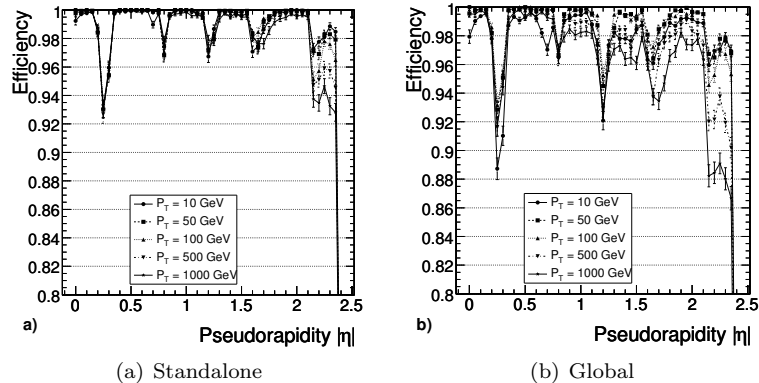 Efficiency
1
0.98
0.96
0.94
0.92
0.9
0.88
0.86
0.84
0.82
0.8
P_T = 10 GeV
P_T = 50 GeV
P_T = 100 GeV
P_T = 500 GeV
P_T = 1000 GeV
0 0.5 1 1.5 2 2.5
a)
Pseudorapidity |η|
(a) Standalone
Efficiency
1
0.98
0.96
0.94
0.92
0.9
0.88
0.86
0.84
0.82
0.8
P_T = 10 GeV
P_T = 50 GeV
P_T = 100 GeV
P_T = 500 GeV
P_T = 1000 GeV
0 0.5 1 1.5 2 2.5
b)
Pseudorapidity |η|
(b) Global